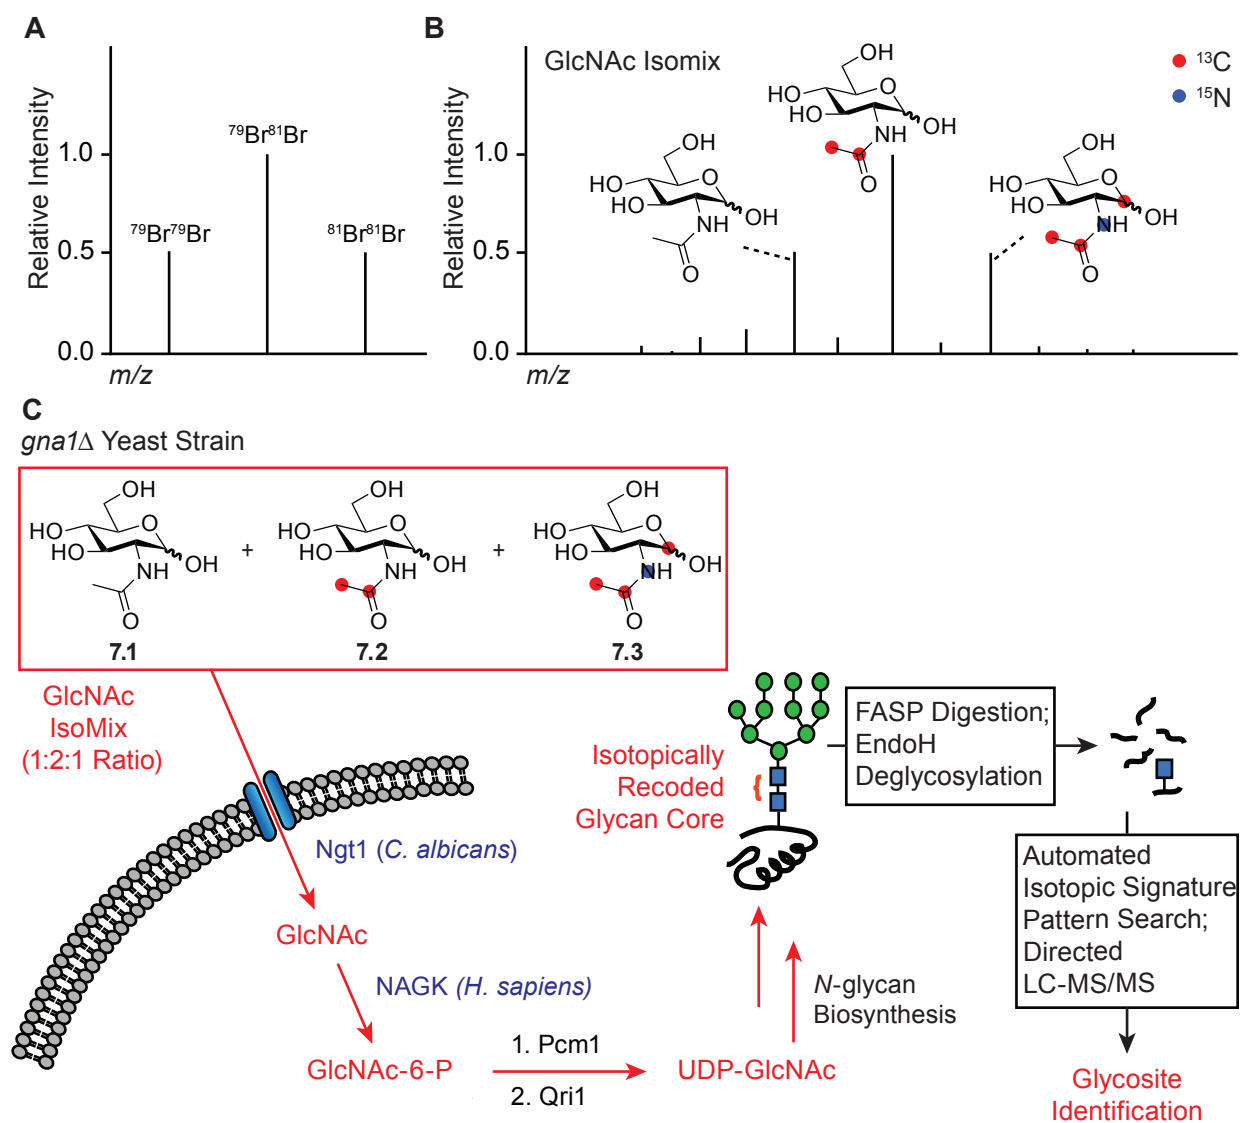 A
Relative Intensity
1.0
0.5
0.0
m/z
⁷⁹Br⁷⁹Br
⁷⁹Br⁸¹Br
⁸¹Br⁸¹Br
B
GlcNAc Isomix
Relative Intensity
1.0
0.5
0.0
m/z
¹³C
¹⁵N
OH
HO
HO
O
NH
OH
O
OH
HO
HO
O
NH
OH
O
OH
HO
HO
O
NH
OH
O
C
gna1Δ Yeast Strain
OH
HO
HO
O
NH
OH
O
7.1
+
OH
HO
HO
O
NH
OH
O
7.2
+
OH
HO
HO
O
NH
OH
O
7.3
GlcNAc
IsoMix
(1:2:1 Ratio)
Ngt1 (C. albicans)
GlcNAc
NAGK (H. sapiens)
GlcNAc-6-P
1. Pcm1
2. Qri1
UDP-GlcNAc
N-glycan
Biosynthesis
Isotopically
Recoded
Glycan Core
{
FASP Digestion;
EndoH
Deglycosylation
Automated
Isotopic Signature
Pattern Search;
Directed
LC-MS/MS
Glycosite
Identification